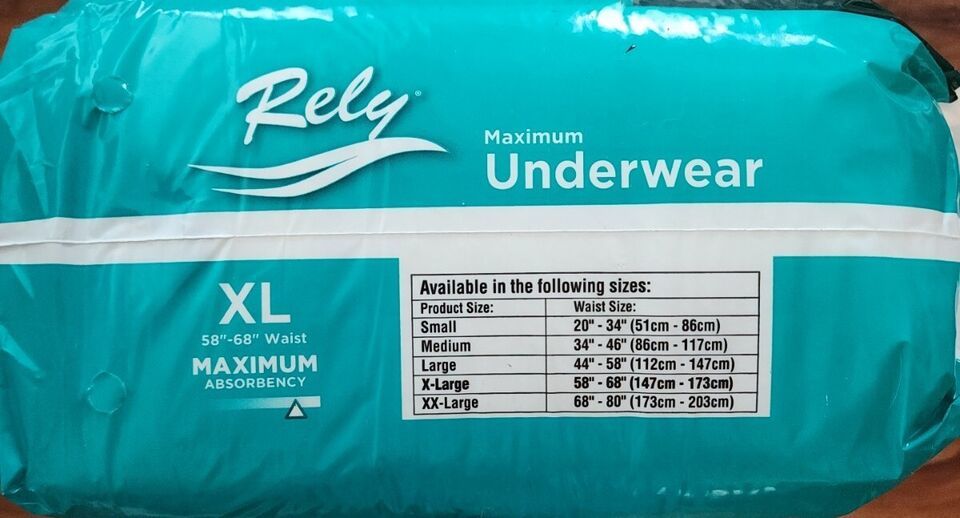 Rely®
Maximum
Underwear
XL
58"-68" Waist
MAXIMUM
ABSORBENCY
Available in the following sizes:
Product Size: Waist Size:
Small 20" - 34" (51cm - 86cm)
Medium 34" - 46" (86cm - 117cm)
Large 44" - 58" (112cm - 147cm)
X-Large 58" - 68" (147cm - 173cm)
XX-Large 68" - 80" (173cm - 203cm)